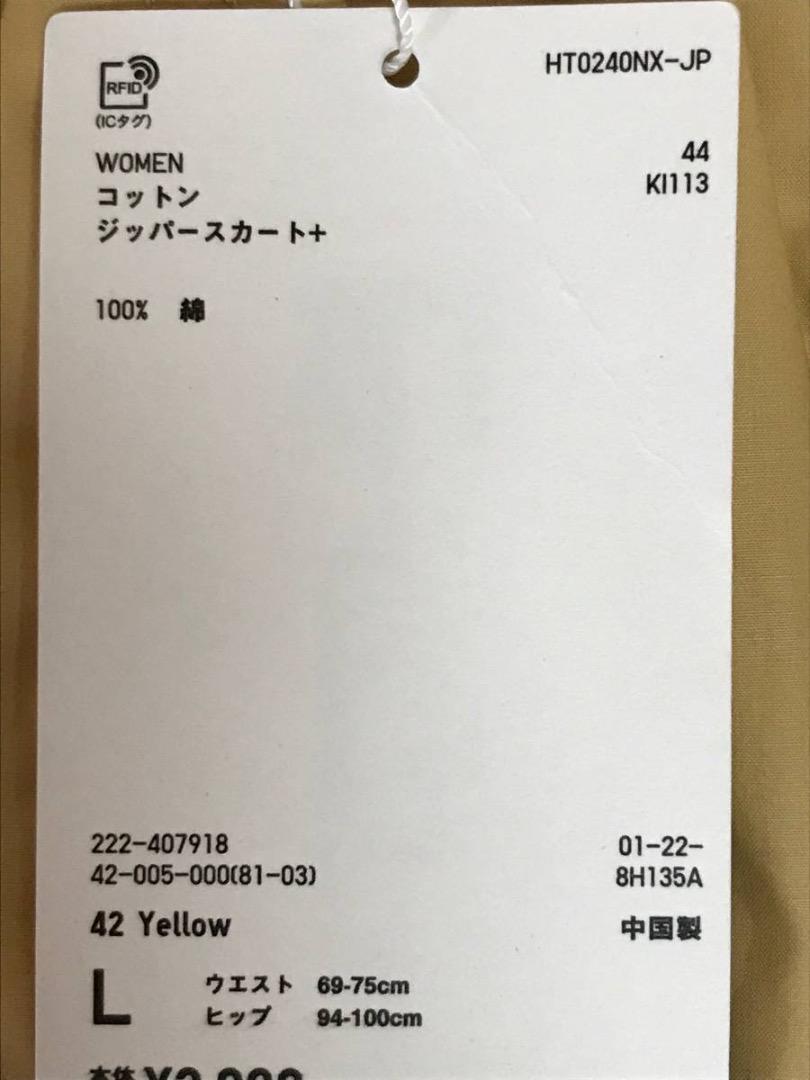 RFID
(ICタグ)
HT0240NX-JP
44
KI113
WOMEN
コットン
ジッパースカート+
100% 綿
222-407918
42-005-000(81-03)
01-22-
8H135A
42 Yellow
中国製
L
ウエスト 69-75cm
ヒップ 94-100cm
本体